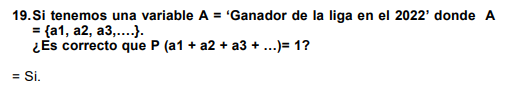 19.Si tenemos una variable A = ‘Ganador de la liga en el 2022’ donde A
= {a1, a2, a3,....}.
¿Es correcto que P (a1 + a2 + a3 + ...)= 1?
= Si.